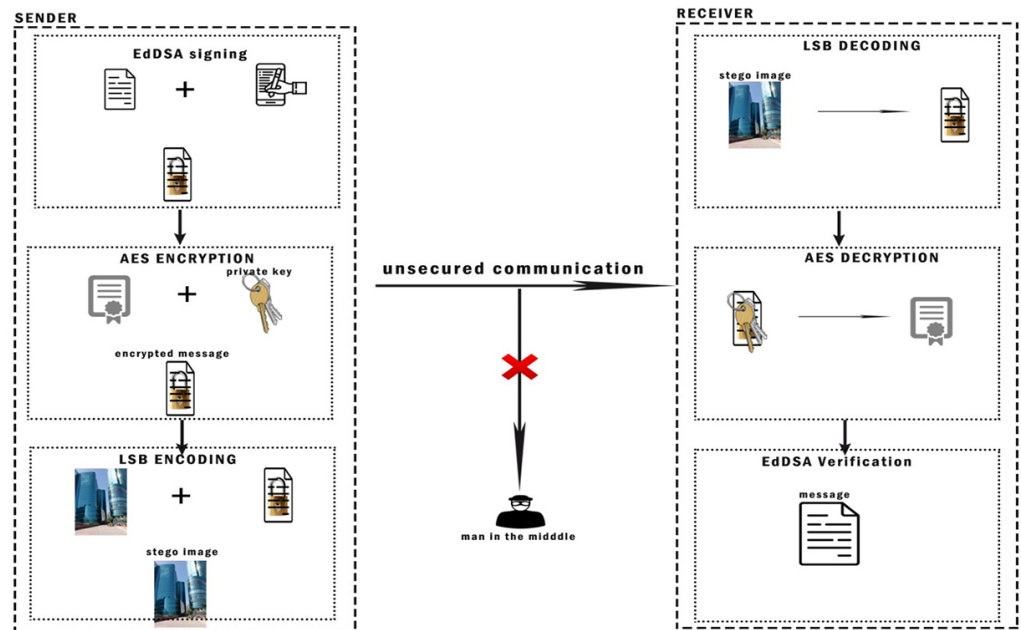 SENDER
EdDSA signing
AES ENCRYPTION
private key
encrypted message
LSB ENCODING
stego image
unsecured communication
man in the midddle
RECEIVER
LSB DECODING
stego image
AES DECRYPTION
EdDSA Verification
message